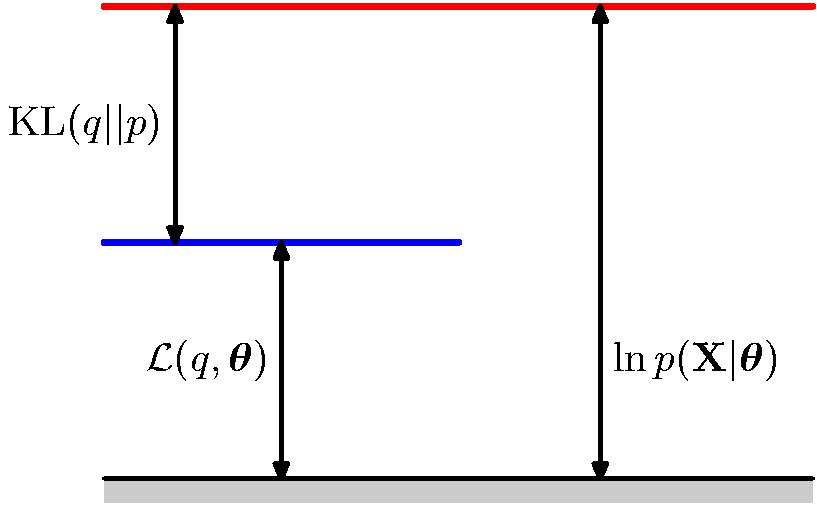 KL(q||p)
ℒ(q, 𝜽)
ln p(𝐗|𝜽)